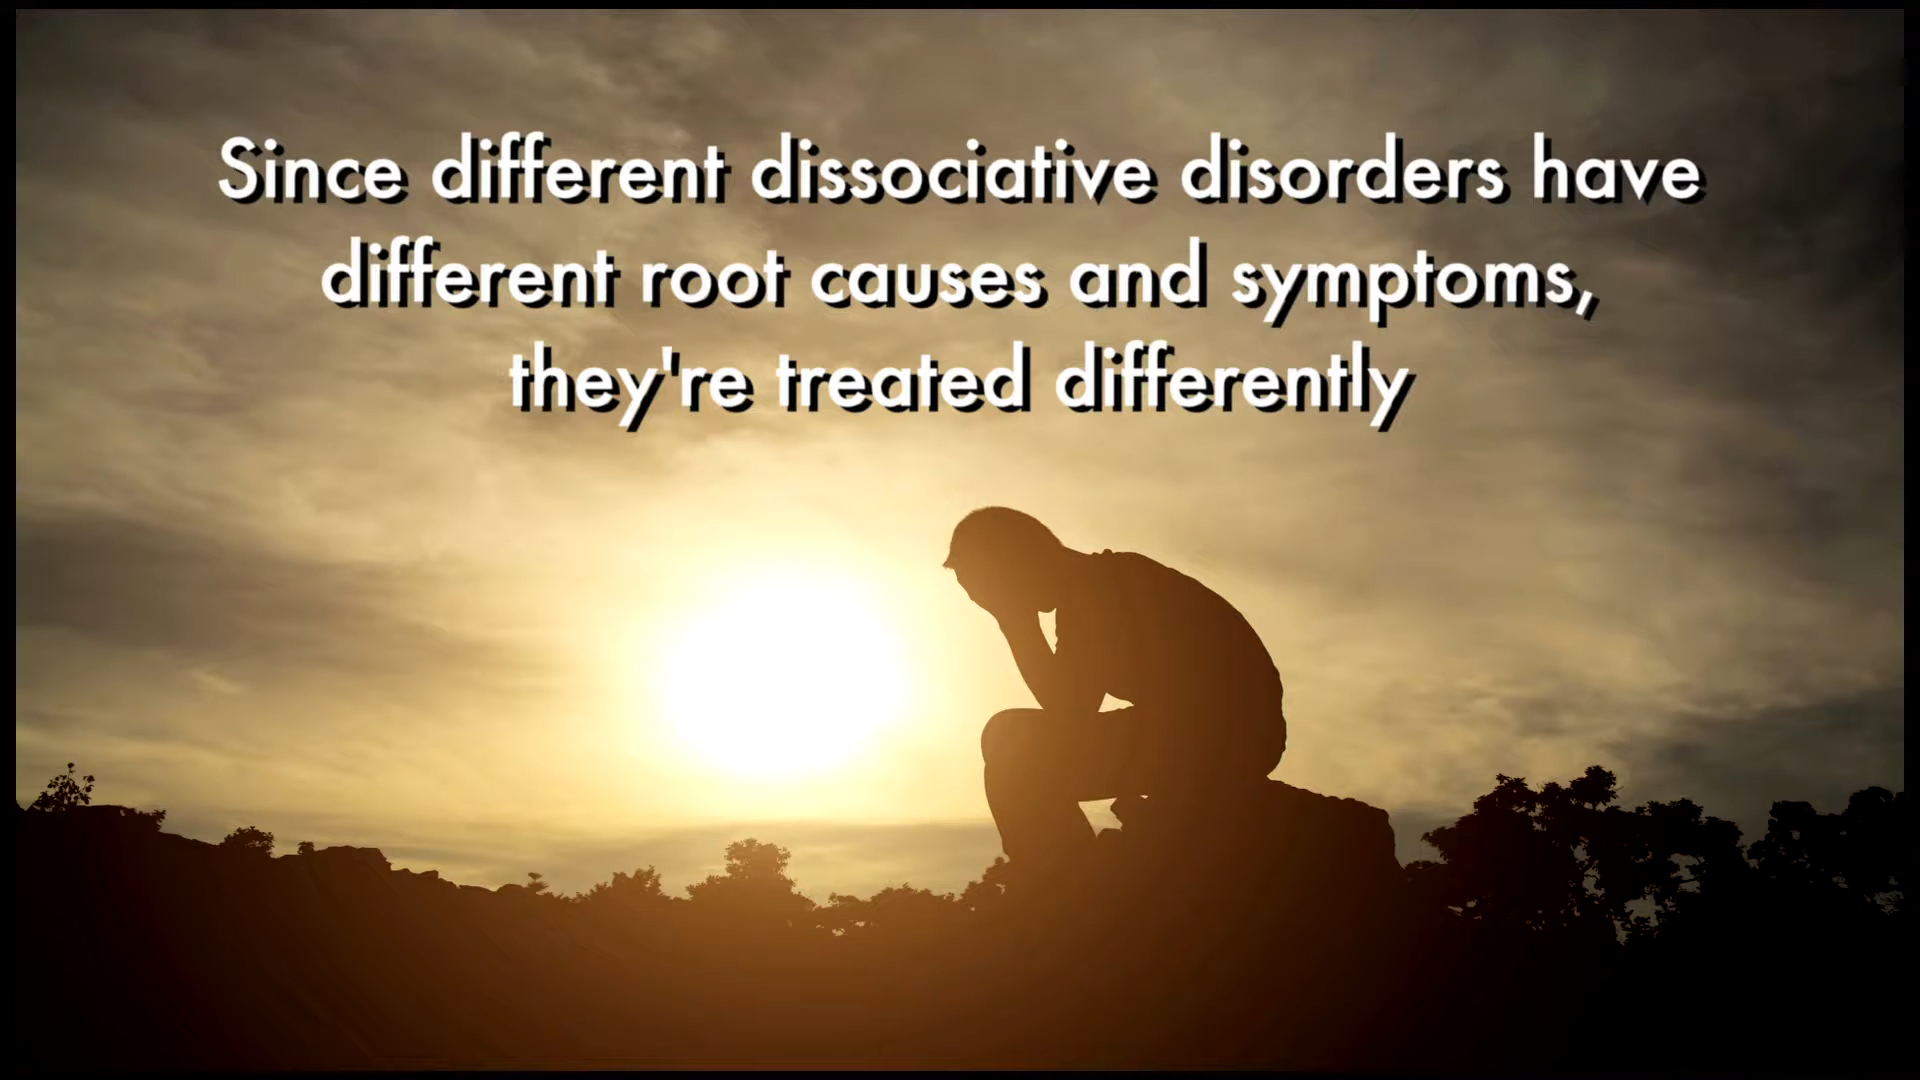 Since different dissociative disorders have
different root causes and symptoms,
they're treated differently